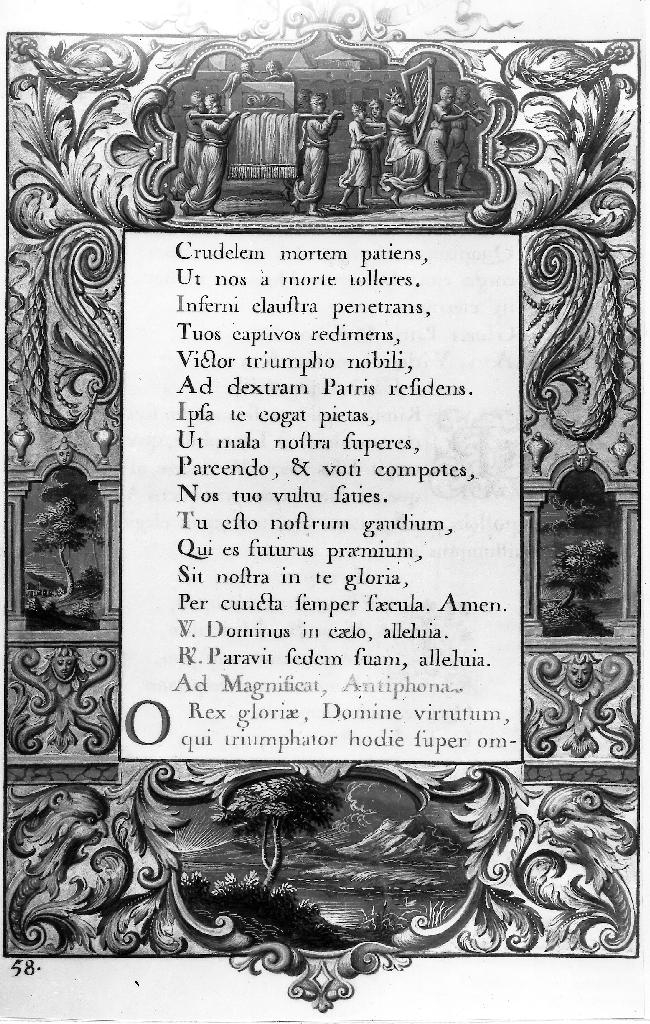 Crudelem mortem patiens,
Ut nos à morte tolleres.
Inferni clauſtra penetrans,
Tuos captivos redimens,
Victor triumpho nobili,
Ad dextram Patris reſidens.
Ipſa te cogat pietas,
Ut mala noſtra ſuperes,
Parcendo, & voti compotes,
Nos tuo vultu ſaties.
Tu eſto noſtrum gaudium,
Qui es futurus præmium,
Sit noſtra in te gloria,
Per cuncta ſemper ſæcula. Amen.
℣. Dominus in cælo, alleluia.
℟. Paravit ſedem ſuam, alleluia.
Ad Magnificat, Antiphona.
O Rex gloriæ, Domine virtutum,
qui triumphator hodie ſuper om-
58.